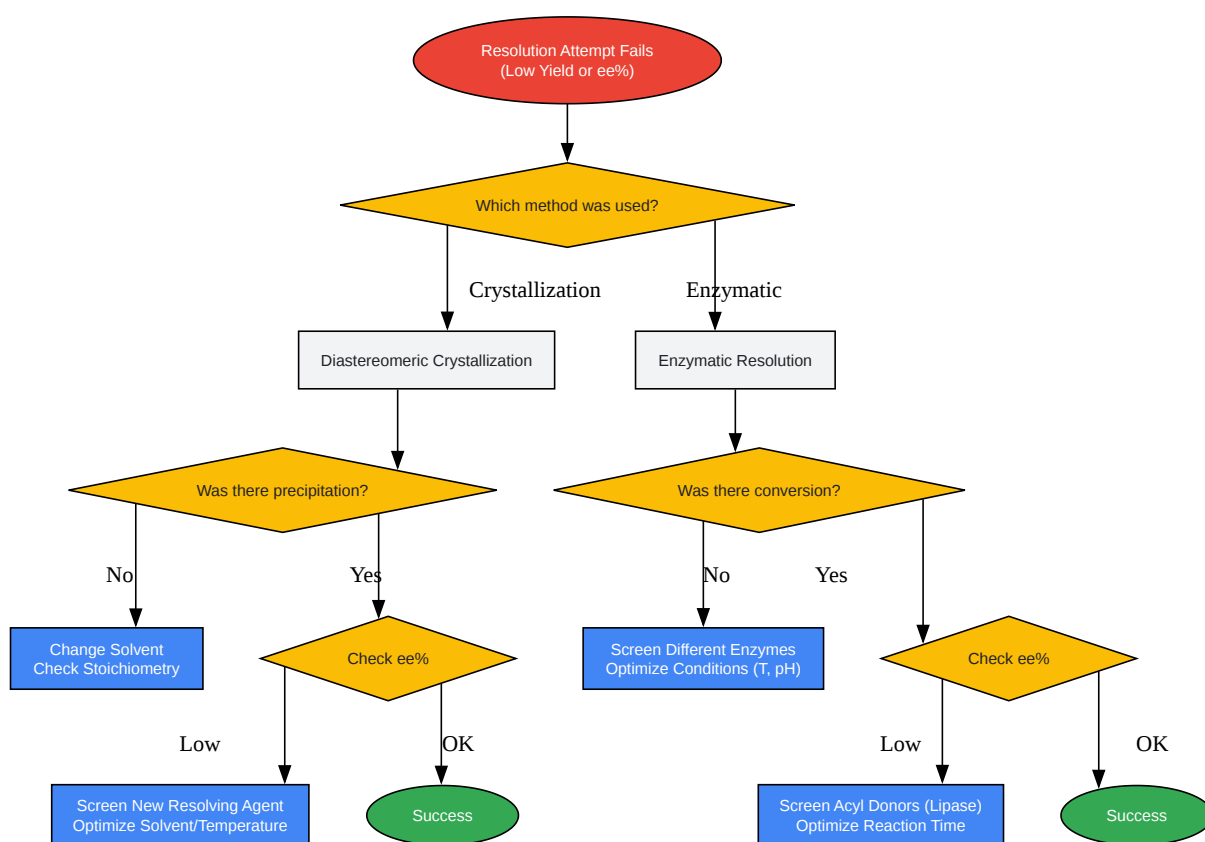 Resolution Attempt Fails
(Low Yield or ee%)
Which method was used?
Crystallization
Enzymatic
Diastereomeric Crystallization
Enzymatic Resolution
Was there precipitation?
Was there conversion?
No
Yes
No
Yes
Change Solvent
Check Stoichiometry
Check ee%
Screen Different Enzymes
Optimize Conditions (T, pH)
Check ee%
Low
OK
Low
OK
Screen New Resolving Agent
Optimize Solvent/Temperature
Success
Screen Acyl Donors (Lipase)
Optimize Reaction Time
Success